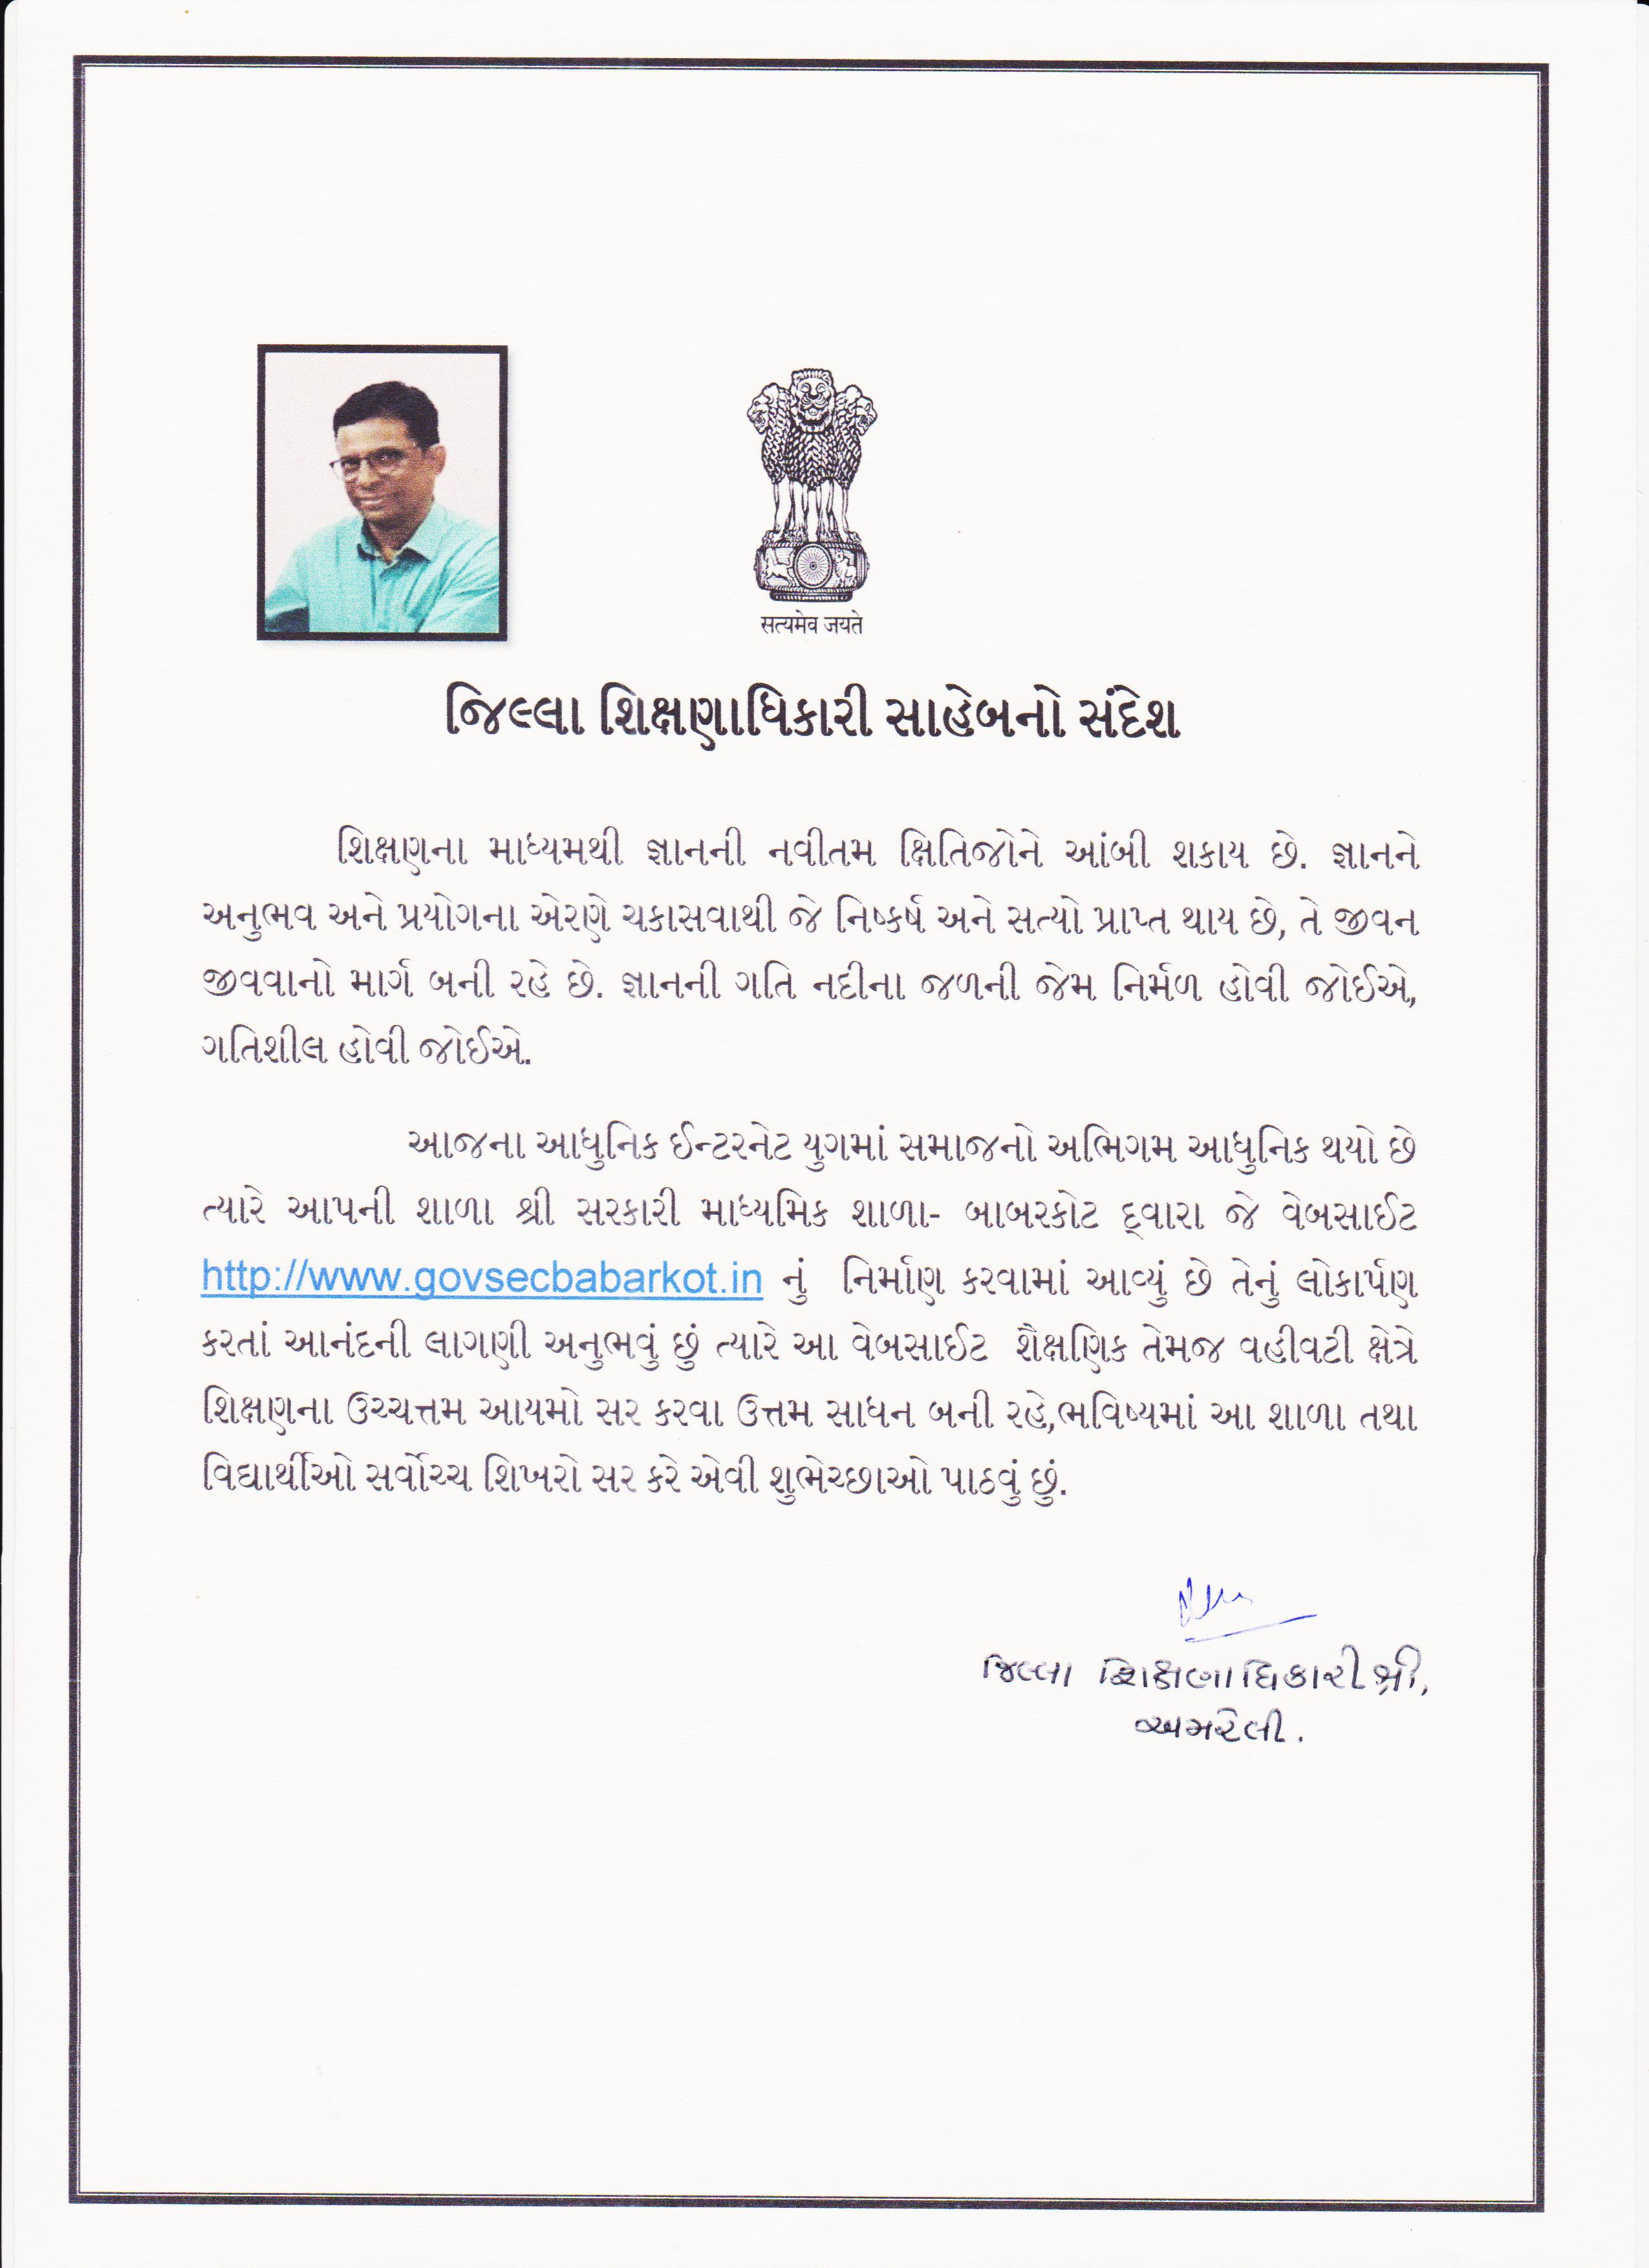 सत्यमेव जयते
જિલ્લા શિક્ષણાધિકારી સાહેબનો સંદેશ
શિક્ષણના માધ્યમથી જ્ઞાનની નવીતમ ક્ષિતિજોને આંબી શકાય છે. જ્ઞાનને
અનુભવ અને પ્રયોગના એરણે ચકાસવાથી જે નિષ્કર્ષ અને સત્યો પ્રાપ્ત થાય છે, તે જીવન
જીવવાનો માર્ગ બની રહે છે. જ્ઞાનની ગતિ નદીના જળની જેમ નિર્મળ હોવી જોઈએ,
ગતિશીલ હોવી જોઈએ.
આજના આધુનિક ઈન્ટરનેટ યુગમાં સમાજનો અભિગમ આધુનિક થયો છે
ત્યારે આપની શાળા શ્રી સરકારી માધ્યમિક શાળા- બાબરકોટ દ્વારા જે વેબસાઈટ
http://www.govsecbabarkot.in નું નિર્માણ કરવામાં આવ્યું છે તેનું લોકાર્પણ
કરતાં આનંદની લાગણી અનુભવું છું ત્યારે આ વેબસાઈટ શૈક્ષણિક તેમજ વહીવટી ક્ષેત્રે
શિક્ષણના ઉચ્ચત્તમ આયમો સર કરવા ઉત્તમ સાધન બની રહે,ભવિષ્યમાં આ શાળા તથા
વિદ્યાર્થીઓ સર્વોચ્ચ શિખરો સર કરે એવી શુભેચ્છાઓ પાઠવું છું.
જિલ્લા શિક્ષણાધિકારીશ્રી,
અમરેલી.